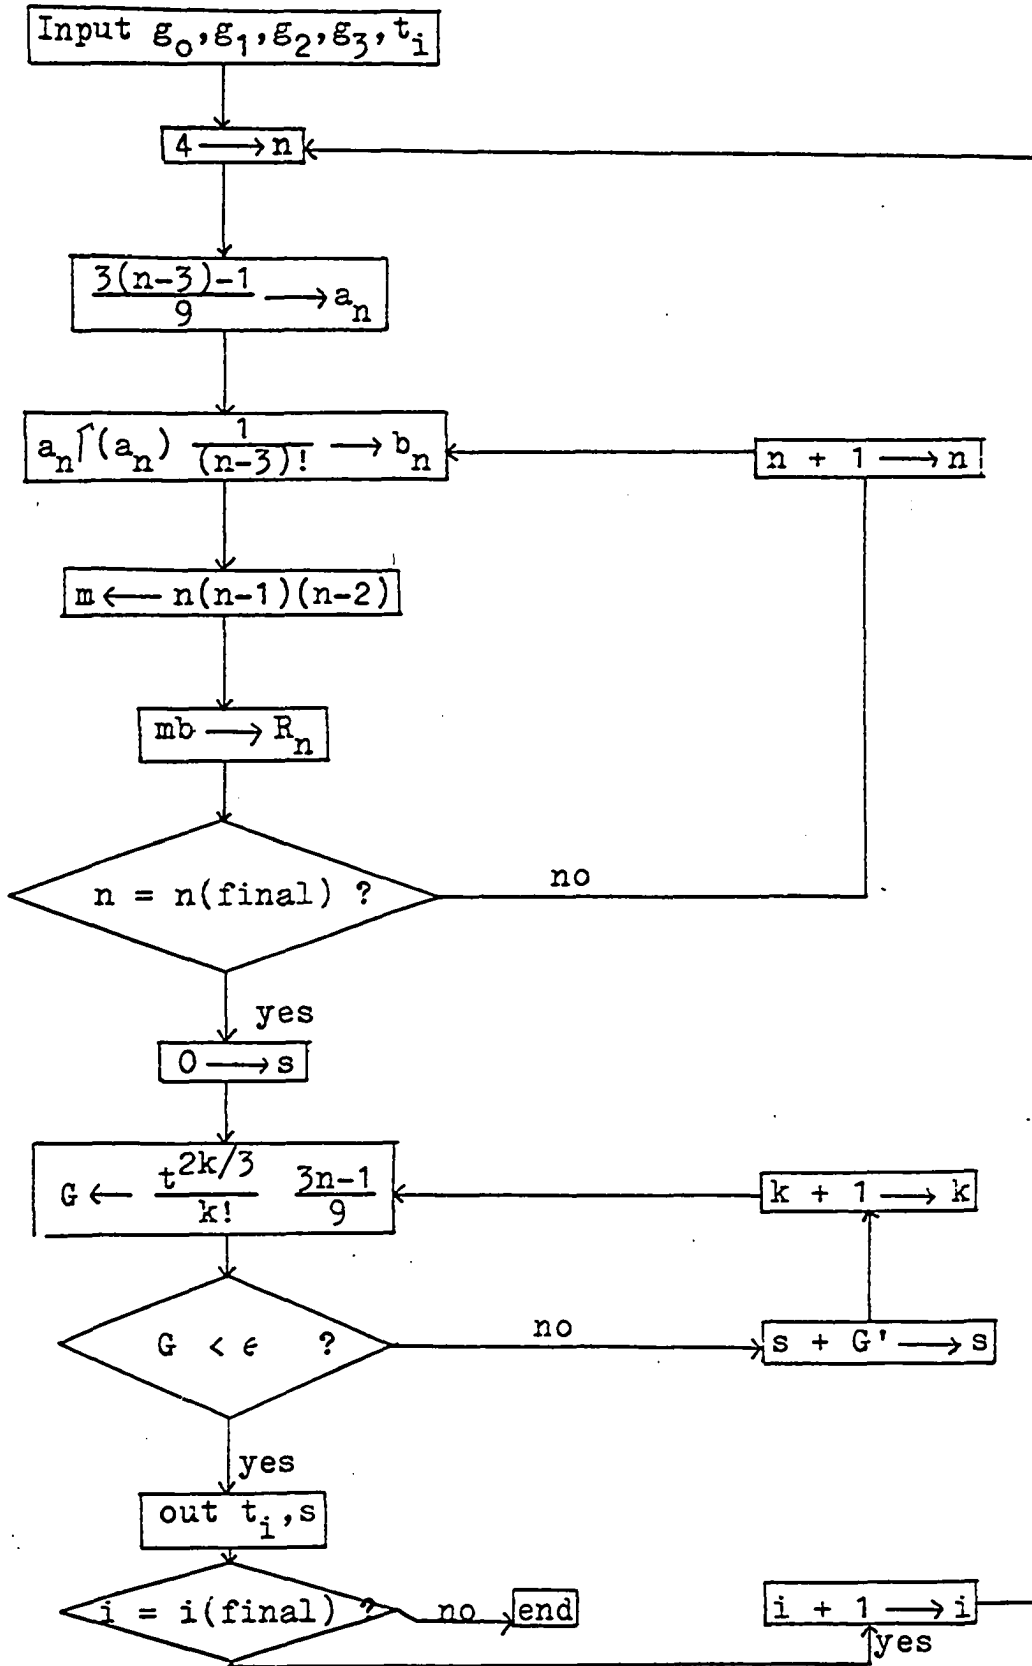 Input g₀,g₁,g₂,g₃,tᵢ
4 ⟶ n
3(n-3)-1 / 9 ⟶ aₙ
aₙΓ(aₙ) 1/(n-3)! ⟶ bₙ
n + 1 ⟶ n
m ⟵ n(n-1)(n-2)
mb ⟶ Rₙ
n = n(final) ?
no
yes
0 ⟶ s
G ⟵ t^2k/3 / k! 3n-1 / 9
k + 1 ⟶ k
G < ϵ ?
no
s + G' ⟶ s
yes
out tᵢ,s
i = i(final) ?
no
end
i + 1 ⟶ i
yes